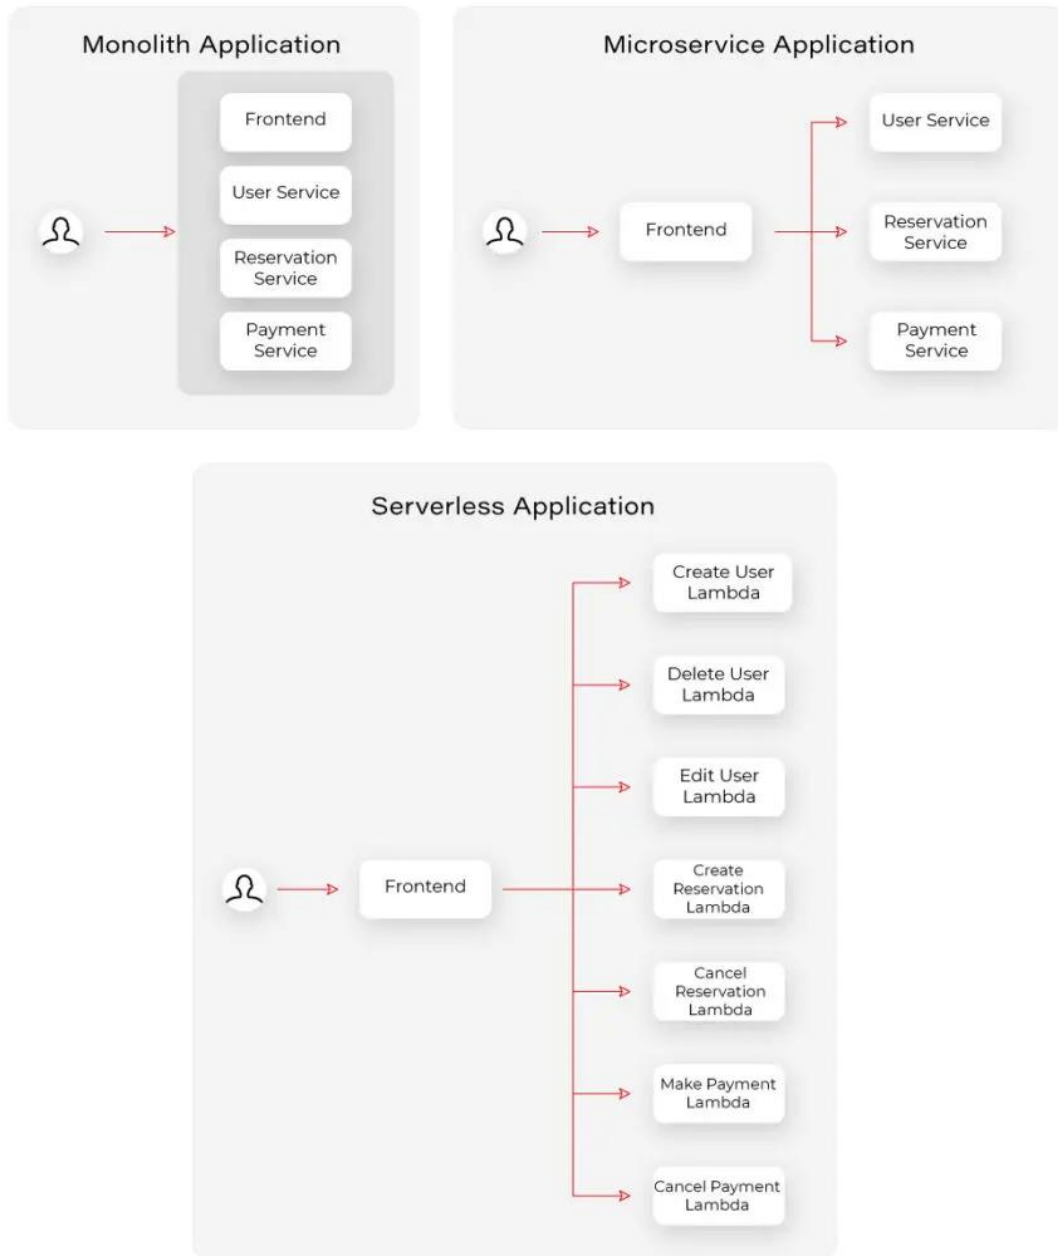 Monolith Application
Frontend
User Service
Reservation
Service
Payment
Service
Microservice Application
Frontend
User Service
Reservation
Service
Payment
Service
Serverless Application
Frontend
Create User
Lambda
Delete User
Lambda
Edit User
Lambda
Create
Reservation
Lambda
Cancel
Reservation
Lambda
Make Payment
Lambda
Cancel Payment
Lambda